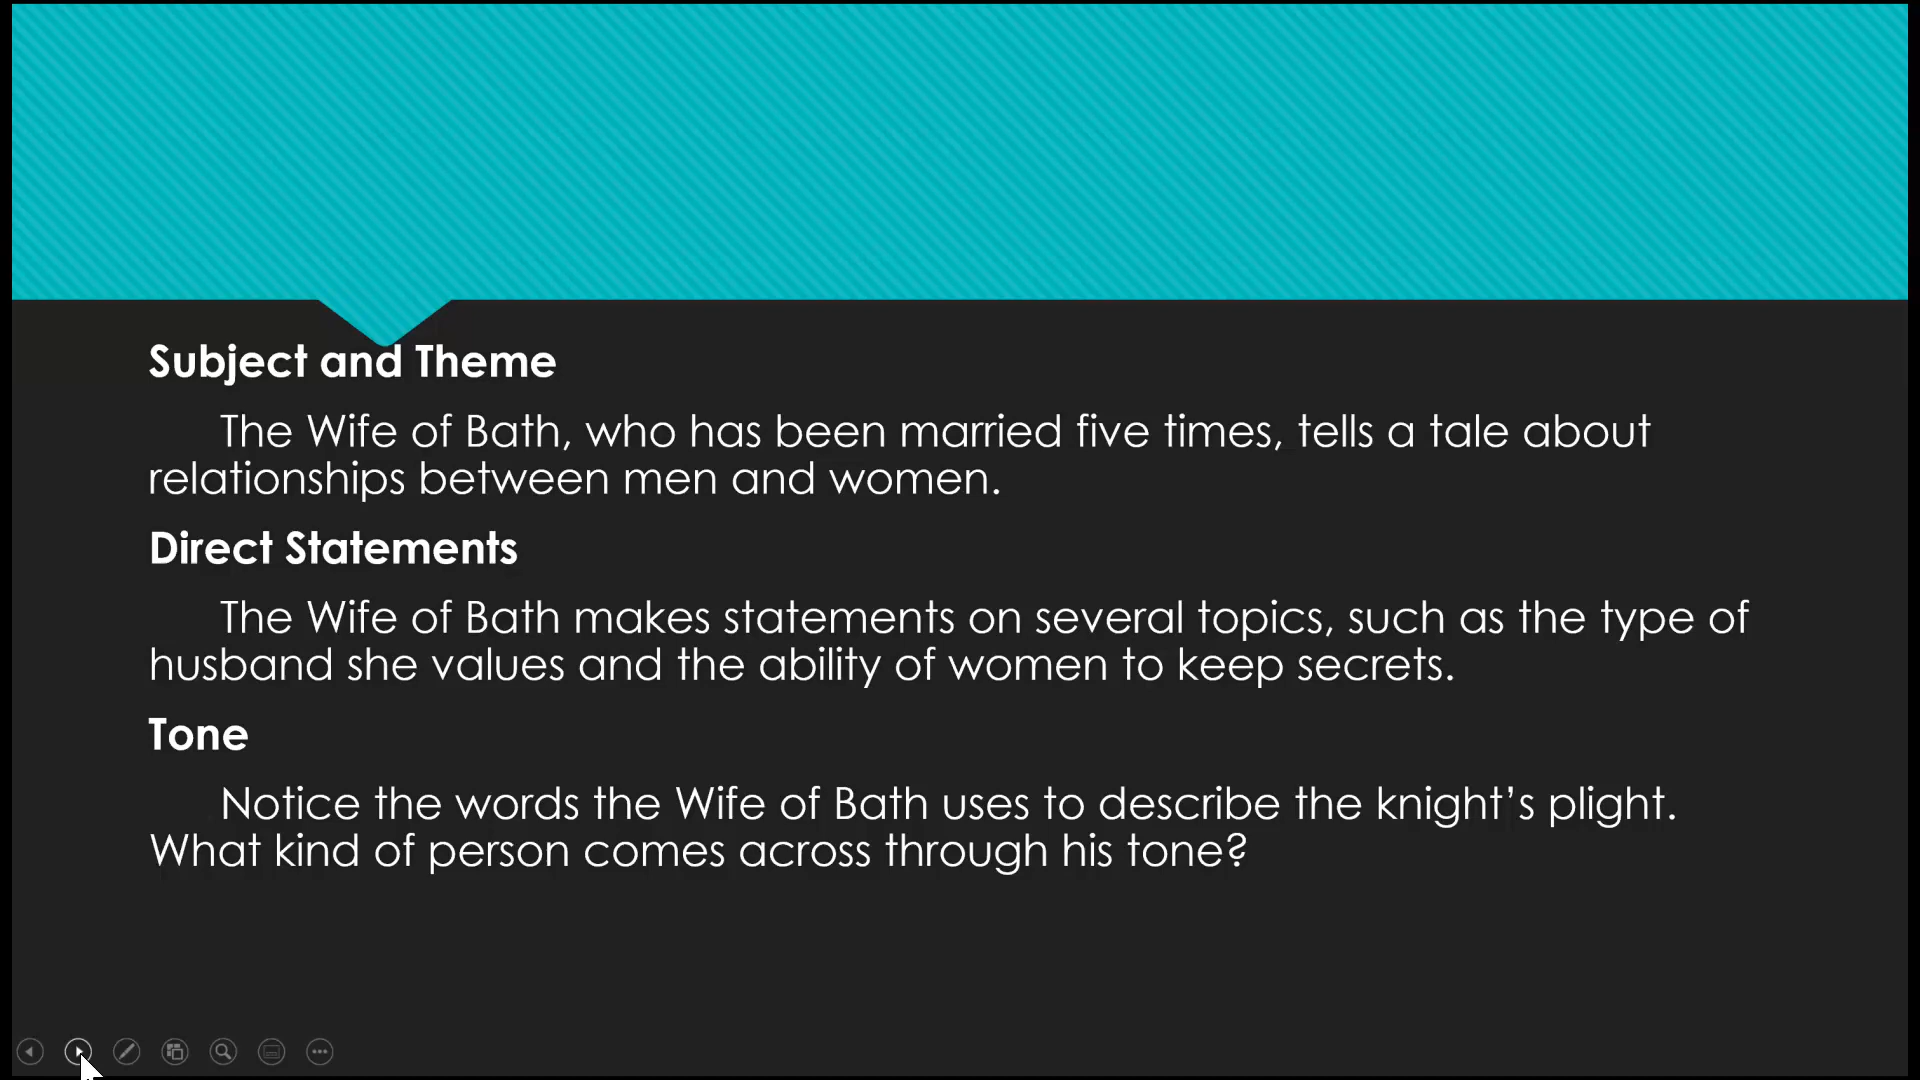 Subject and Theme
The Wife of Bath, who has been married five times, tells a tale about
relationships between men and women.
Direct Statements
The Wife of Bath makes statements on several topics, such as the type of
husband she values and the ability of women to keep secrets.
Tone
Notice the words the Wife of Bath uses to describe the knight’s plight.
What kind of person comes across through his tone?